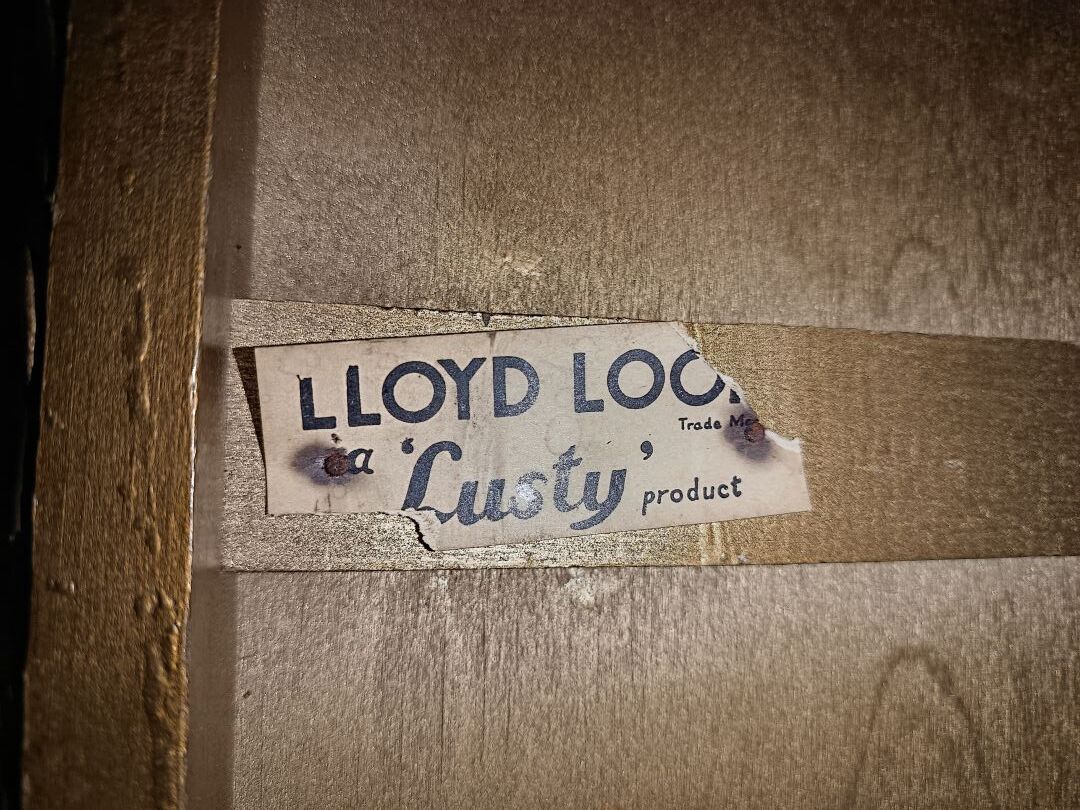 LLOYD LOO
Trade M
a 'Lusty' product